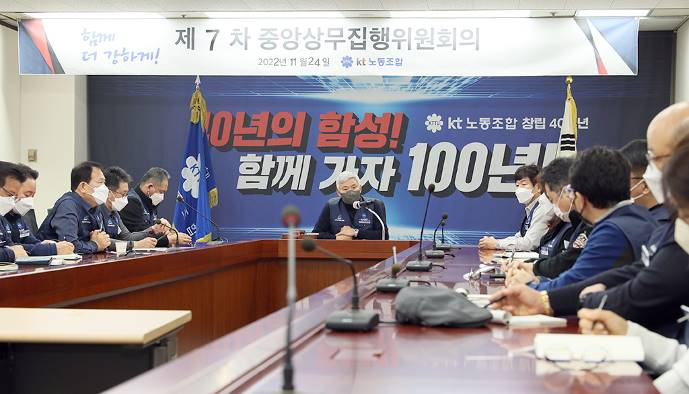 함께
더 강하게!
제 7 차 중앙상무집행위원회의
2022년 11월 24일 kt 노동조합
kt 노동조합 창립 40년
0년의 함성!
함께 가자 100년